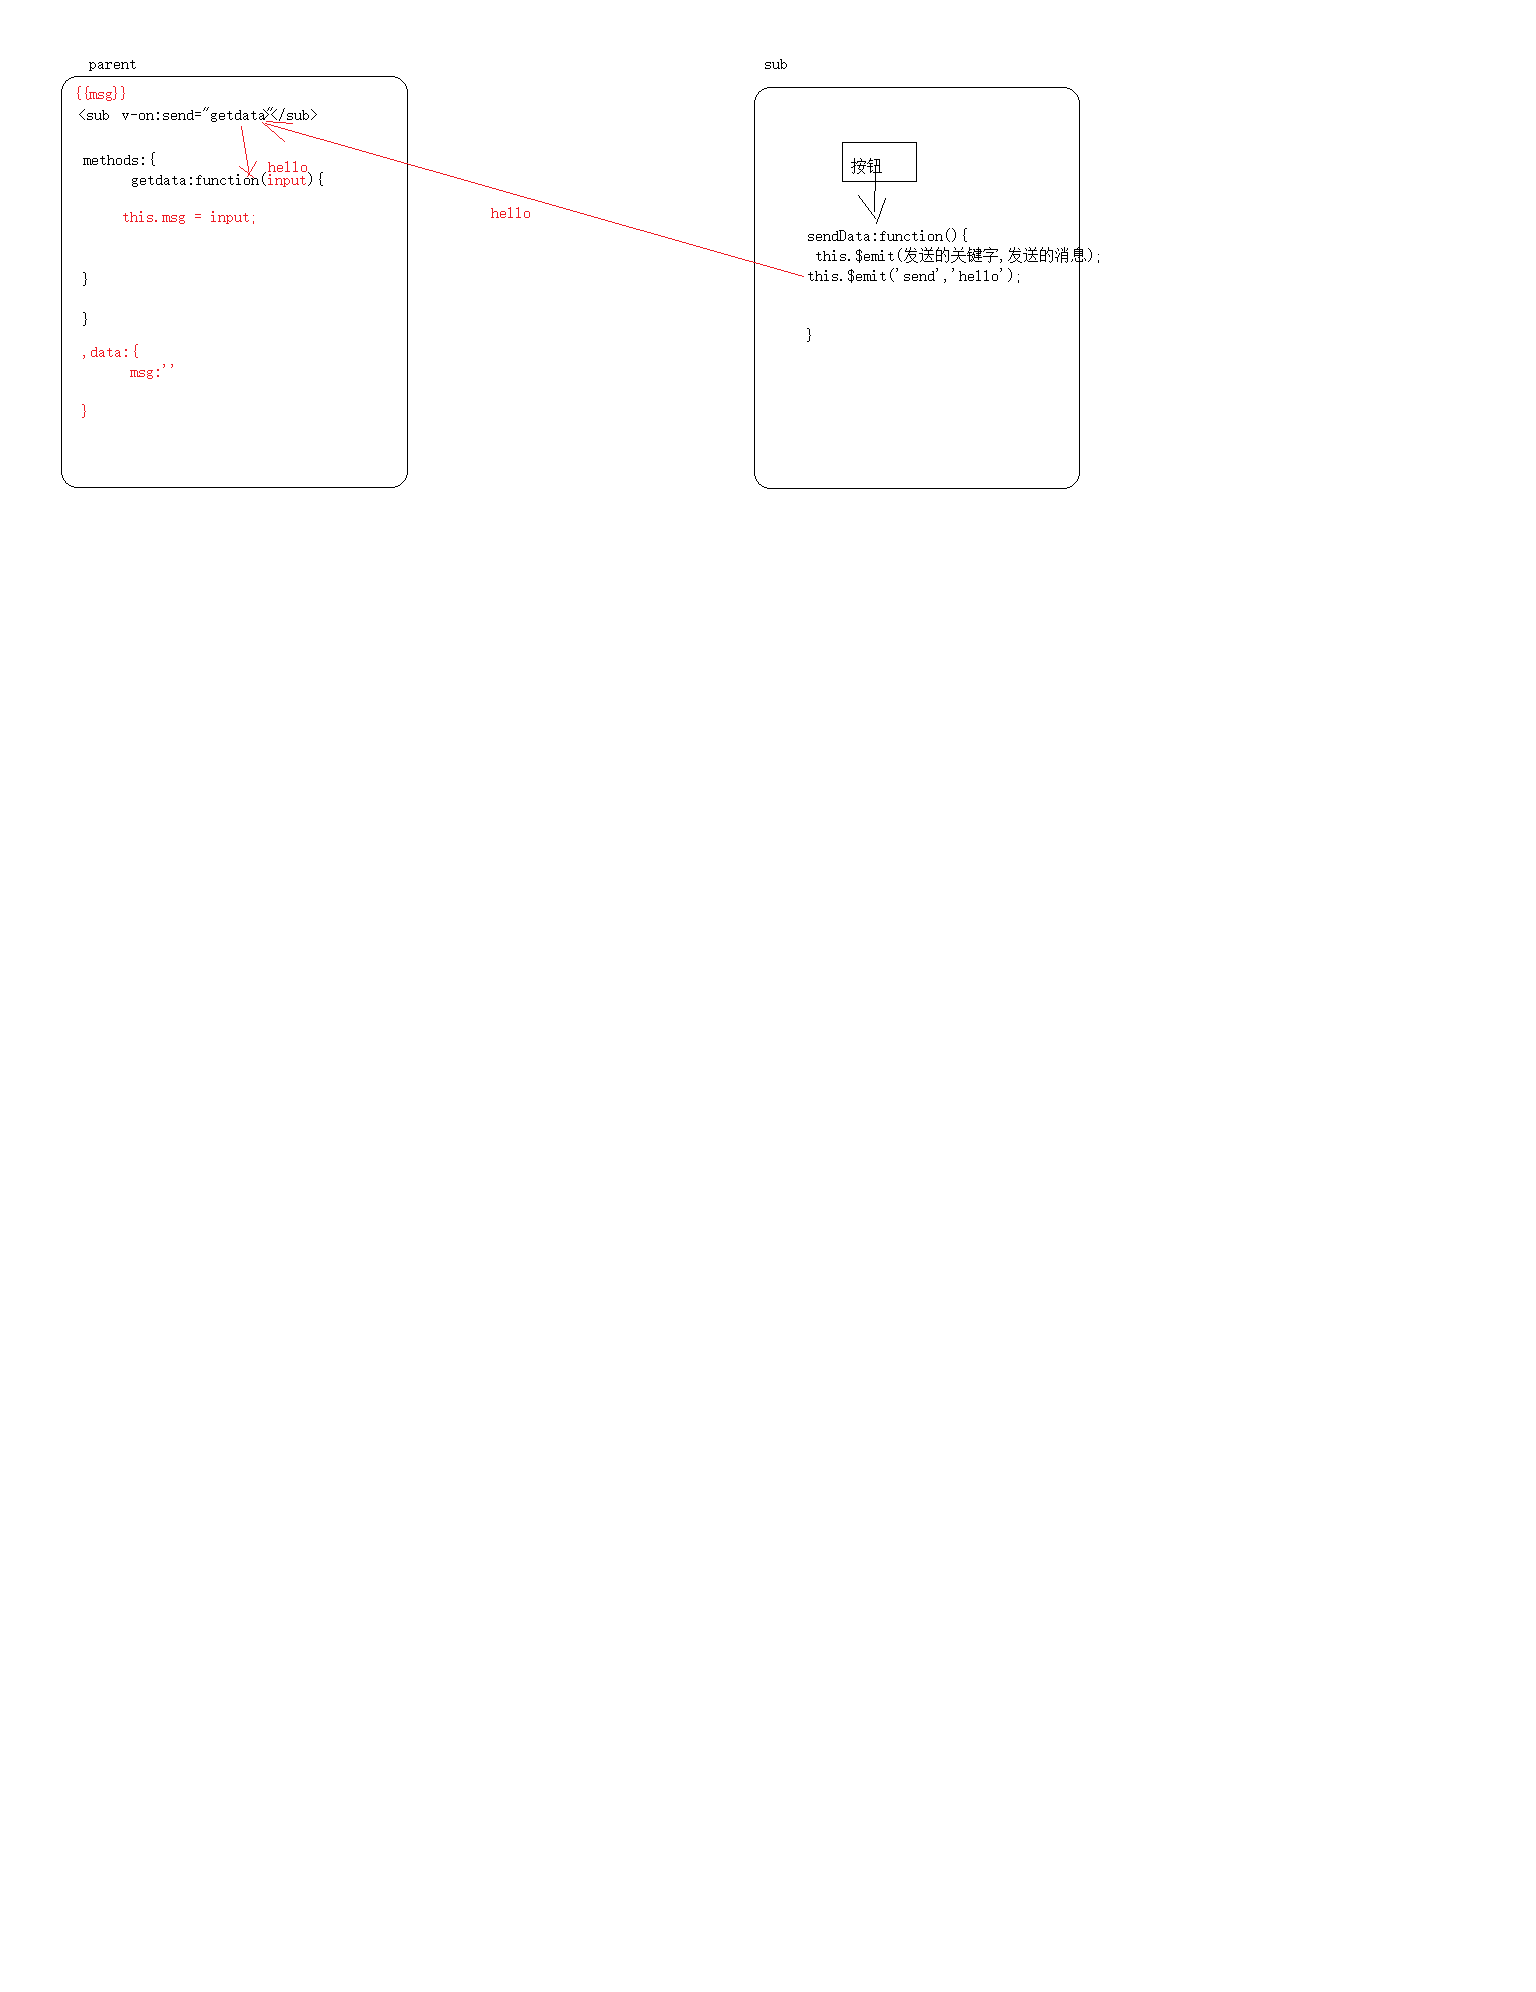 parent
{{msg}}
<sub v-on:send="getdata"></sub>
methods:{
hello
getdata:function(input){
this.msg = input;
}
}
,data:{
msg:''
}
hello
sub
按钮
sendData:function(){
this.$emit(发送的关键字,发送的消息);
this.$emit('send','hello');
}